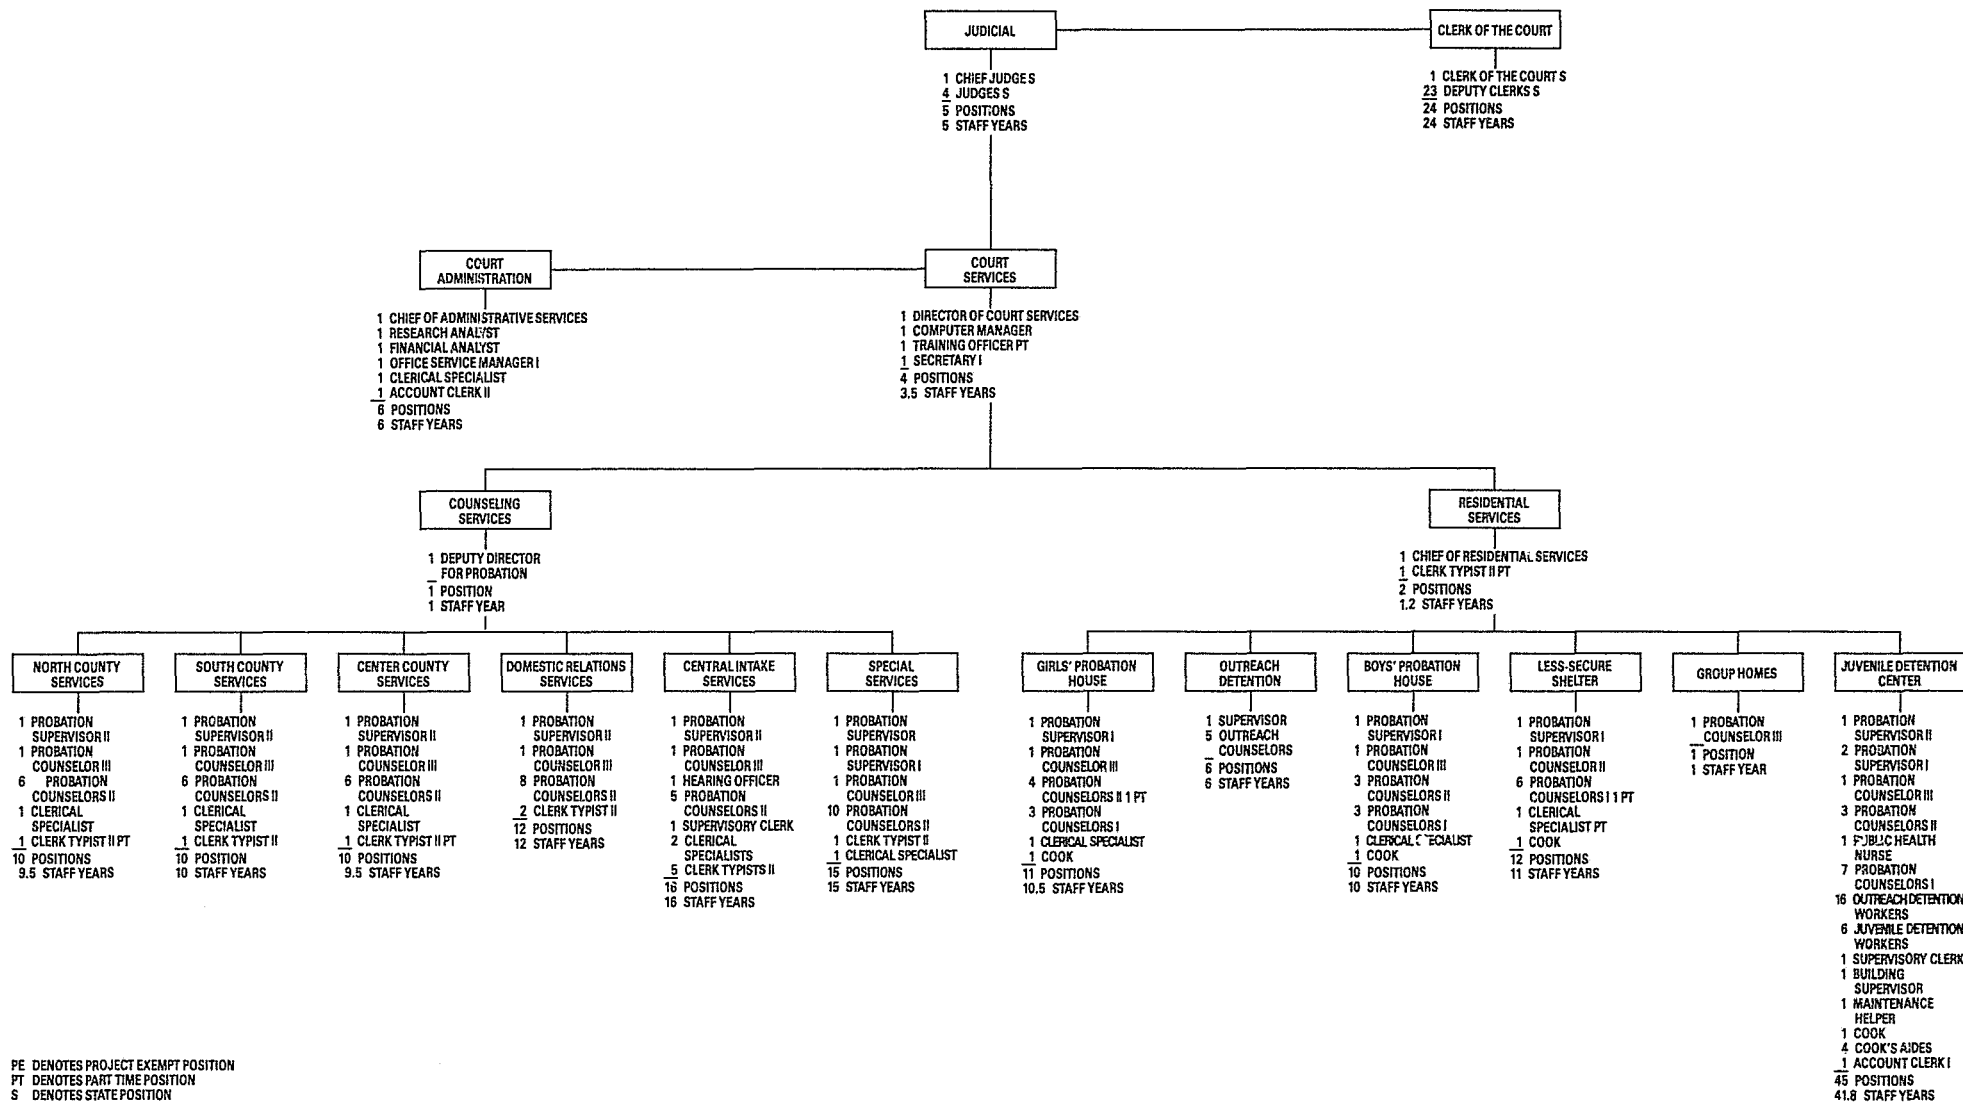 JUDICIAL
1 CHIEF JUDGE S
4 JUDGES S
5 POSITIONS
5 STAFF YEARS
CLERK OF THE COURT
1 CLERK OF THE COURT S
23 DEPUTY CLERKS S
24 POSITIONS
24 STAFF YEARS
COURT
ADMINISTRATION
1 CHIEF OF ADMINISTRATIVE SERVICES
1 RESEARCH ANALYST
1 FINANCIAL ANALYST
1 OFFICE SERVICE MANAGER I
1 CLERICAL SPECIALIST
1 ACCOUNT CLERK II
6 POSITIONS
6 STAFF YEARS
COURT
SERVICES
1 DIRECTOR OF COURT SERVICES
1 COMPUTER MANAGER
1 TRAINING OFFICER PT
1 SECRETARY I
4 POSITIONS
3.5 STAFF YEARS
COUNSELING
SERVICES
1 DEPUTY DIRECTOR
FOR PROBATION
1 POSITION
1 STAFF YEAR
RESIDENTIAL
SERVICES
1 CHIEF OF RESIDENTIAL SERVICES
1 CLERK TYPIST II PT
2 POSITIONS
1.2 STAFF YEARS
NORTH COUNTY
SERVICES
1 PROBATION
SUPERVISOR II
1 PROBATION
COUNSELOR III
6 PROBATION
COUNSELORS II
1 CLERICAL
SPECIALIST
1 CLERK TYPIST II PT
10 POSITIONS
9.5 STAFF YEARS
SOUTH COUNTY
SERVICES
1 PROBATION
SUPERVISOR II
1 PROBATION
COUNSELOR III
6 PROBATION
COUNSELORS II
1 CLERICAL
SPECIALIST
1 CLERK TYPIST II
10 POSITION
10 STAFF YEARS
CENTER COUNTY
SERVICES
1 PROBATION
SUPERVISOR II
1 PROBATION
COUNSELOR III
6 PROBATION
COUNSELORS II
1 CLERICAL
SPECIALIST
1 CLERK TYPIST II PT
10 POSITIONS
9.5 STAFF YEARS
DOMESTIC RELATIONS
SERVICES
1 PROBATION
SUPERVISOR II
1 PROBATION
COUNSELOR III
8 PROBATION
COUNSELORS II
2 CLERK TYPIST II
12 POSITIONS
12 STAFF YEARS
CENTRAL INTAKE
SERVICES
1 PROBATION
SUPERVISOR II
1 PROBATION
COUNSELOR III
1 HEARING OFFICER
5 PROBATION
COUNSELORS II
1 SUPERVISORY CLERK
2 CLERICAL
SPECIALISTS
5 CLERK TYPISTS II
16 POSITIONS
16 STAFF YEARS
SPECIAL
SERVICES
1 PROBATION
SUPERVISOR
1 PROBATION
SUPERVISOR I
1 PROBATION
COUNSELOR III
10 PROBATION
COUNSELORS II
1 CLERK TYPIST II
1 CLERICAL SPECIALIST
15 POSITIONS
15 STAFF YEARS
GIRLS' PROBATION
HOUSE
1 PROBATION
SUPERVISOR I
1 PROBATION
COUNSELOR III
4 PROBATION
COUNSELORS II 1 PT
3 PROBATION
COUNSELORS I
1 CLERICAL SPECIALIST
1 COOK
11 POSITIONS
10.5 STAFF YEARS
OUTREACH
DETENTION
1 SUPERVISOR
5 OUTREACH
COUNSELORS
6 POSITIONS
6 STAFF YEARS
BOYS' PROBATION
HOUSE
1 PROBATION
SUPERVISOR I
1 PROBATION
COUNSELOR III
3 PROBATION
COUNSELORS II
3 PROBATION
COUNSELORS I
1 CLERICAL
1 COOK
10 POSITIONS
10 STAFF YEARS
LESS-SECURE
SHELTER
1 PROBATION
SUPERVISOR I
1 PROBATION
COUNSELOR II
6 PROBATION
COUNSELORS I 1 PT
1 CLERICAL
SPECIALIST PT
1 COOK
12 POSITIONS
11 STAFF YEARS
GROUP HOMES
1 PROBATION
COUNSELOR III
1 POSITION
1 STAFF YEAR
JUVENILE DETENTION
CENTER
1 PROBATION
SUPERVISOR II
2 PROBATION
SUPERVISOR I
1 PROBATION
COUNSELOR III
3 PROBATION
COUNSELORS II
1 PUBLIC HEALTH
NURSE
7 PROBATION
COUNSELORS I
16 OUTREACH DETENTION
WORKERS
6 JUVENILE DETENTION
WORKERS
1 SUPERVISORY CLERK
1 BUILDING
SUPERVISOR
1 MAINTENANCE
HELPER
1 COOK
4 COOK'S AIDES
1 ACCOUNT CLERK I
45 POSITIONS
41.8 STAFF YEARS
PE DENOTES PROJECT EXEMPT POSITION
PT DENOTES PART TIME POSITION
S DENOTES STATE POSITION